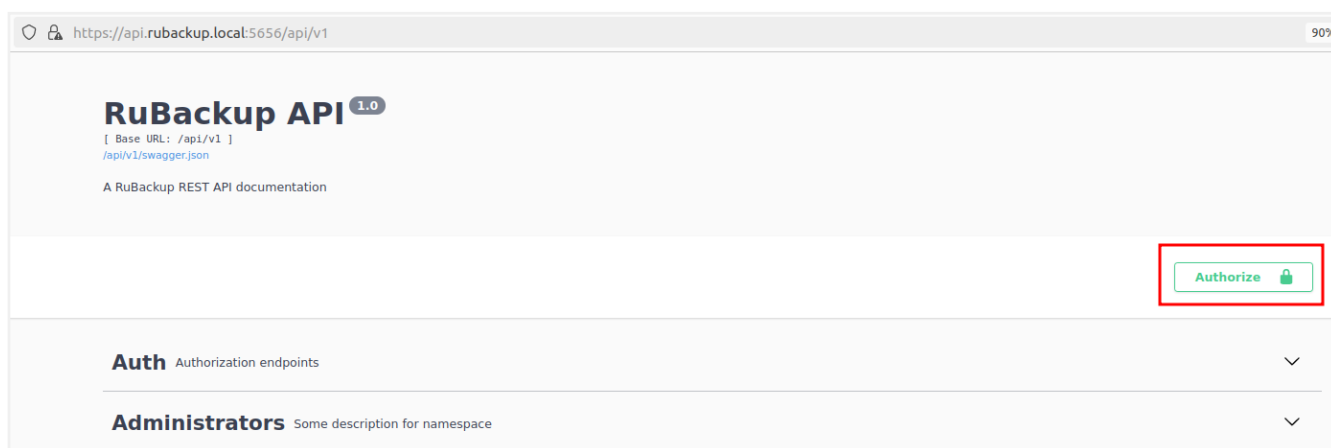 https://api.rubackup.local:5656/api/v1
90%
RuBackup API 1.0
[ Base URL: /api/v1 ]
/api/v1/swagger.json
A RuBackup REST API documentation
Authorize
Auth Authorization endpoints
Administrators Some description for namespace